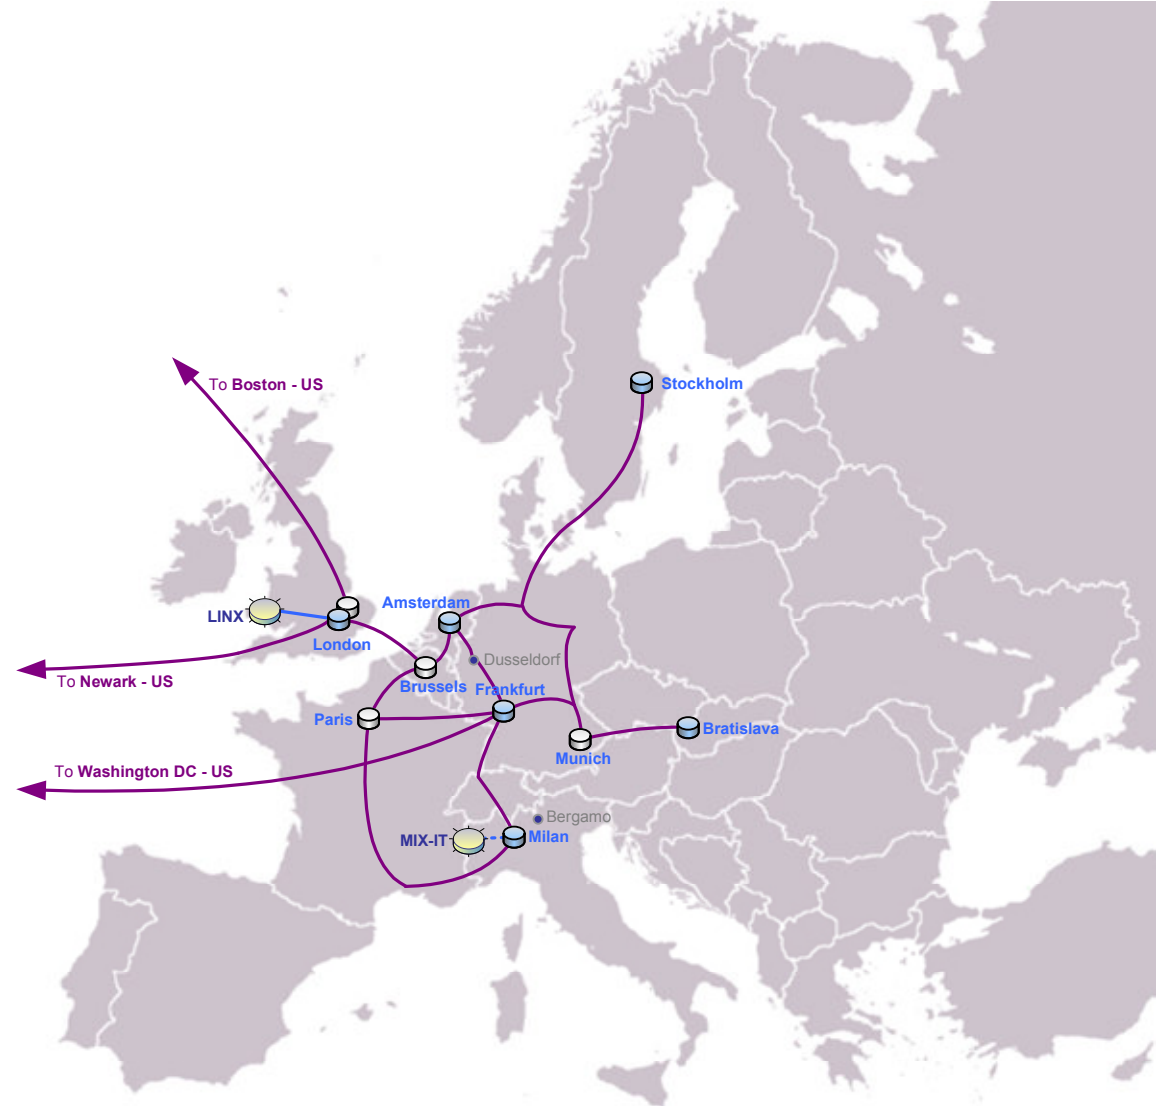 To Boston - US
Stockholm
Amsterdam
LINX
London
Dusseldorf
To Newark - US
Brussels
Frankfurt
Paris
Bratislava
Munich
To Washington DC - US
Bergamo
MIX-IT
Milan